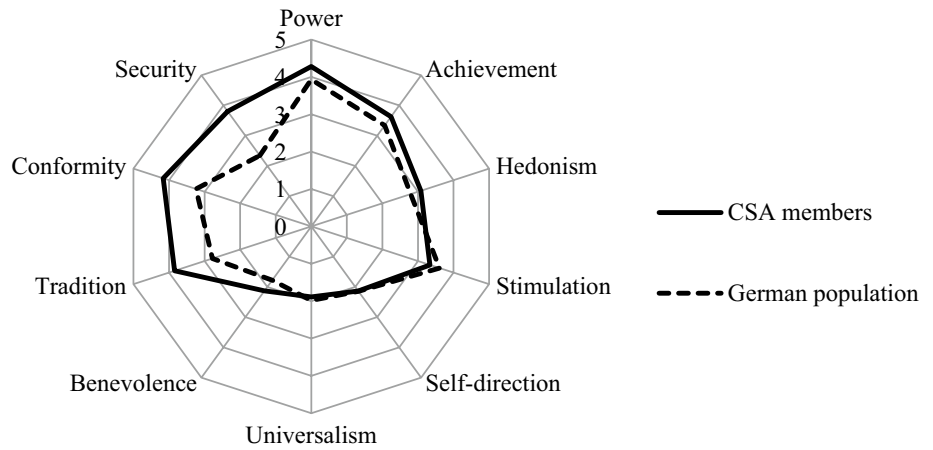 Power
5
Security
Achievement
4
3
Conformity
Hedonism
2
1
CSA members
0
Tradition
Stimulation
German population
Benevolence
Self-direction
Universalism